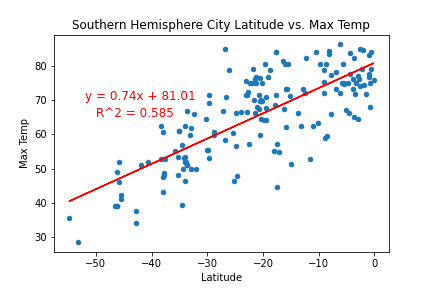 Southern Hemisphere City Latitude vs. Max Temp
80
70
60
50
40
30
Max Temp
y = 0.74x + 81.01
R^2 = 0.585
−50
−40
−30
−20
−10
0
Latitude